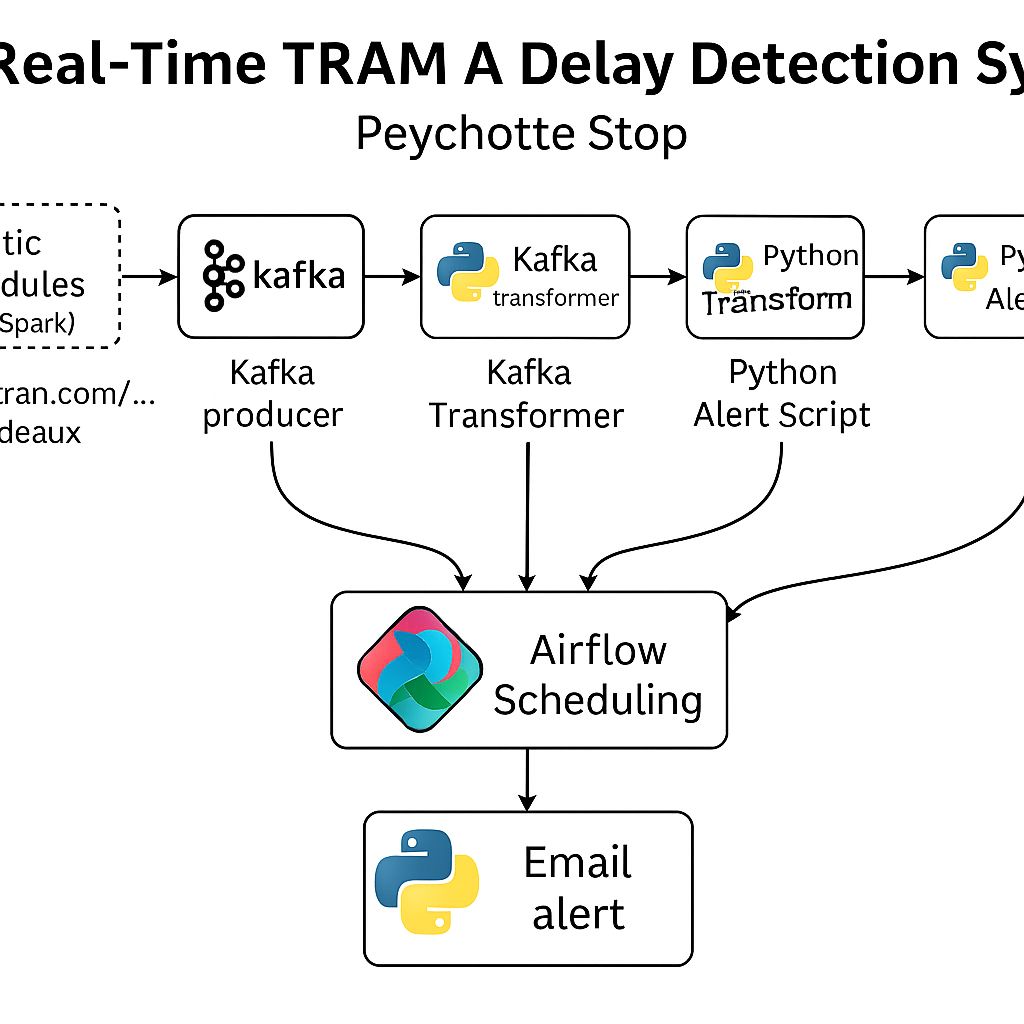 Real-Time TRAM A Delay Detection Sy
Peychotte Stop
tic
dules
Spark)
tran.com/...
deaux
kafka
Kafka
producer
Kafka
transformer
Kafka
Transformer
Python
Transform
Python
Alert Script
Py
Ale
Airflow
Scheduling
Email
alert